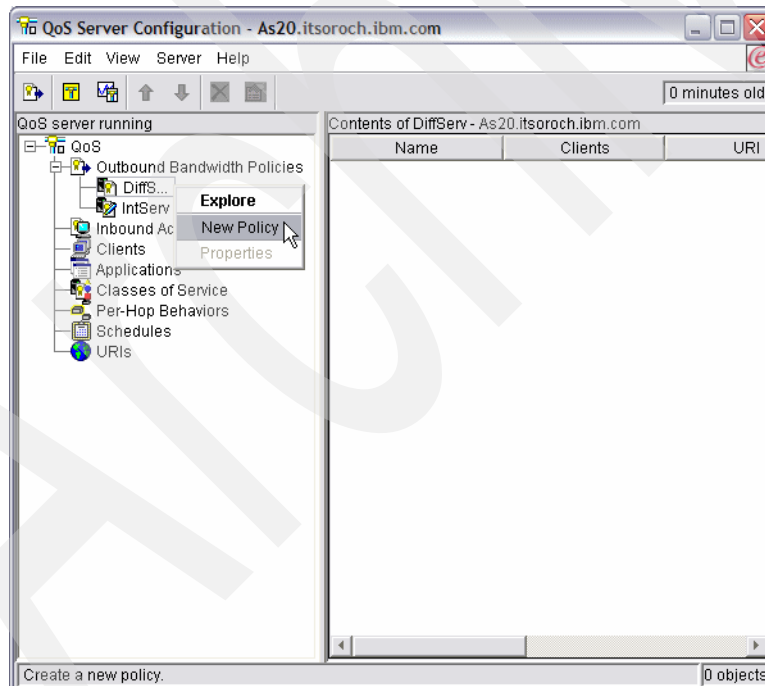 QoS Server Configuration - As20.itsoroch.ibm.com
File Edit View Server Help
0 minutes old
QoS server running
Contents of DiffServ - As20.itsoroch.ibm.com
Name Clients URI
QoS
Outbound Bandwidth Policies
DiffS...
IntServ
Inbound Ac
Clients
Applications
Classes of Service
Per-Hop Behaviors
Schedules
URIs
Explore
New Policy
Properties
Create a new policy.
0 objects